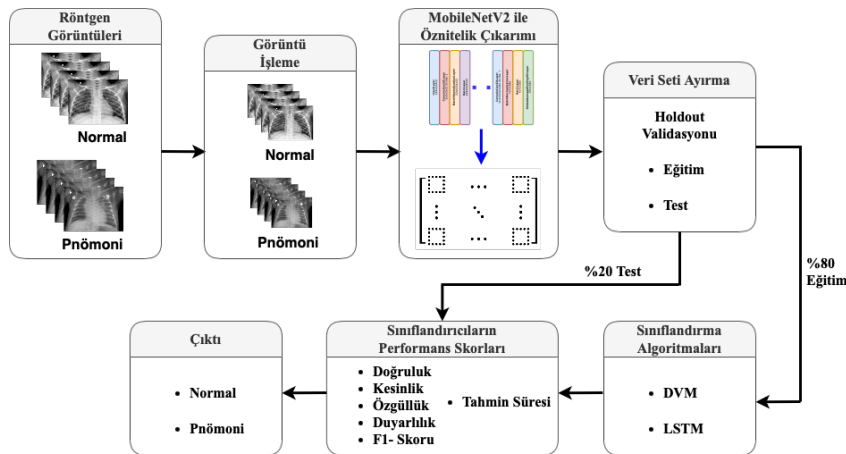 Röntgen
Görüntüleri
Normal
Pnömoni
Görüntü
İşleme
Normal
Pnömoni
MobileNetV2 ile
Öznitelik Çıkarımı
Veri Seti Ayırma
Holdout
Validasyonu
• Eğitim
• Test
%20 Test
%80
Eğitim
Sınıflandırma
Algoritmaları
• DVM
• LSTM
Sınıflandırıcıların
Performans Skorları
• Doğruluk
• Kesinlik
• Özgüllük
• Duyarlılık
• F1- Skoru
• Tahmin Süresi
Çıktı
• Normal
• Pnömoni